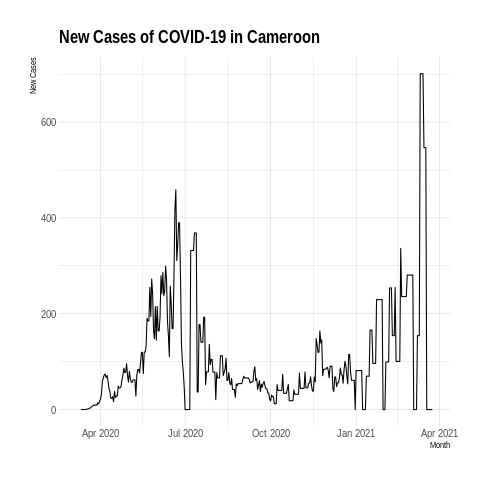 New Cases of COVID-19 in Cameroon
New Cases
600
400
200
0
Apr 2020 Jul 2020 Oct 2020 Jan 2021 Apr 2021
Month